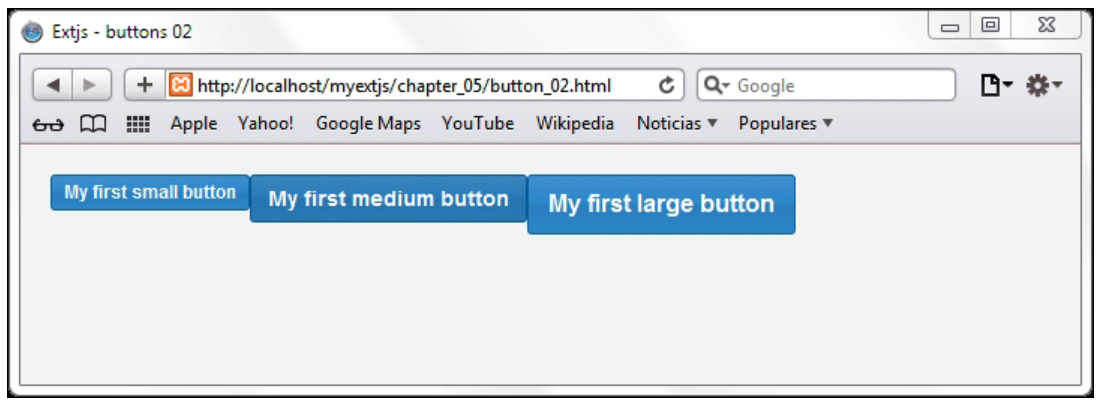 Extjs - buttons 02
http://localhost/myextjs/chapter_05/button_02.html
Google
Apple Yahoo! Google Maps YouTube Wikipedia Noticias ▼ Populares ▼
My first small button My first medium button My first large button